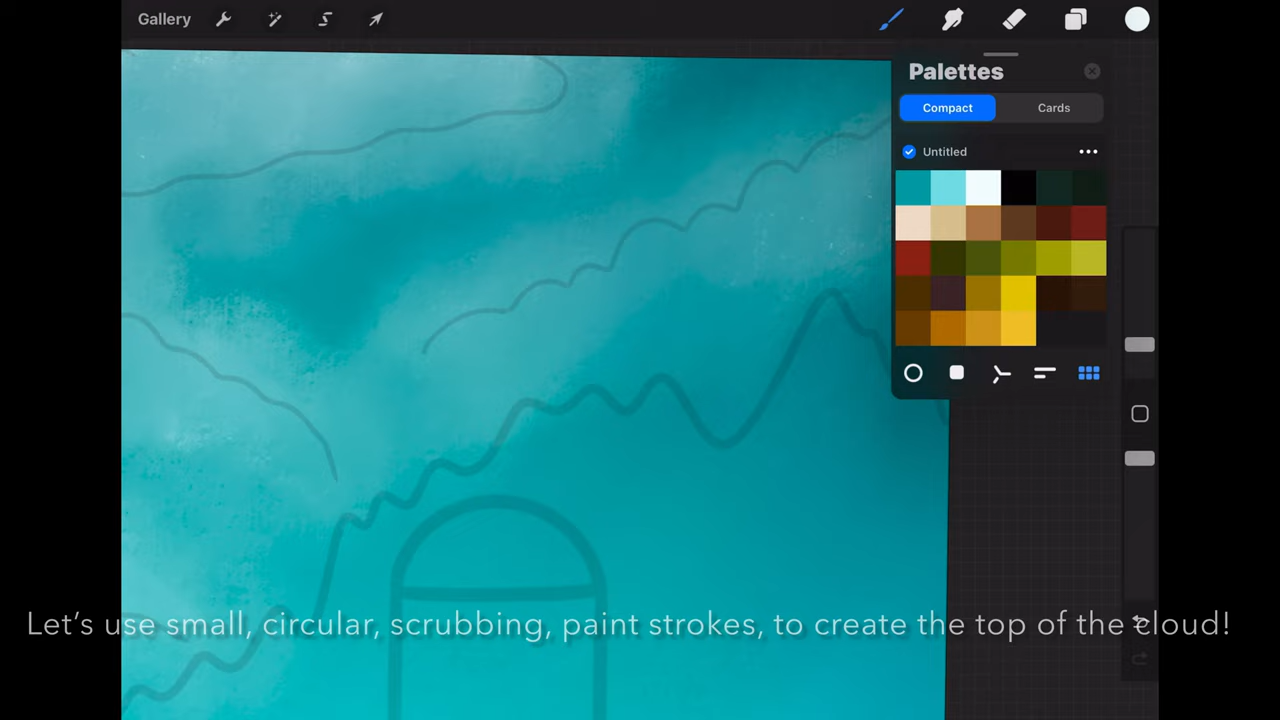 Gallery
Palettes
Compact Cards
Untitled
Let's use small, circular, scrubbing, paint strokes, to create the top of the cloud!